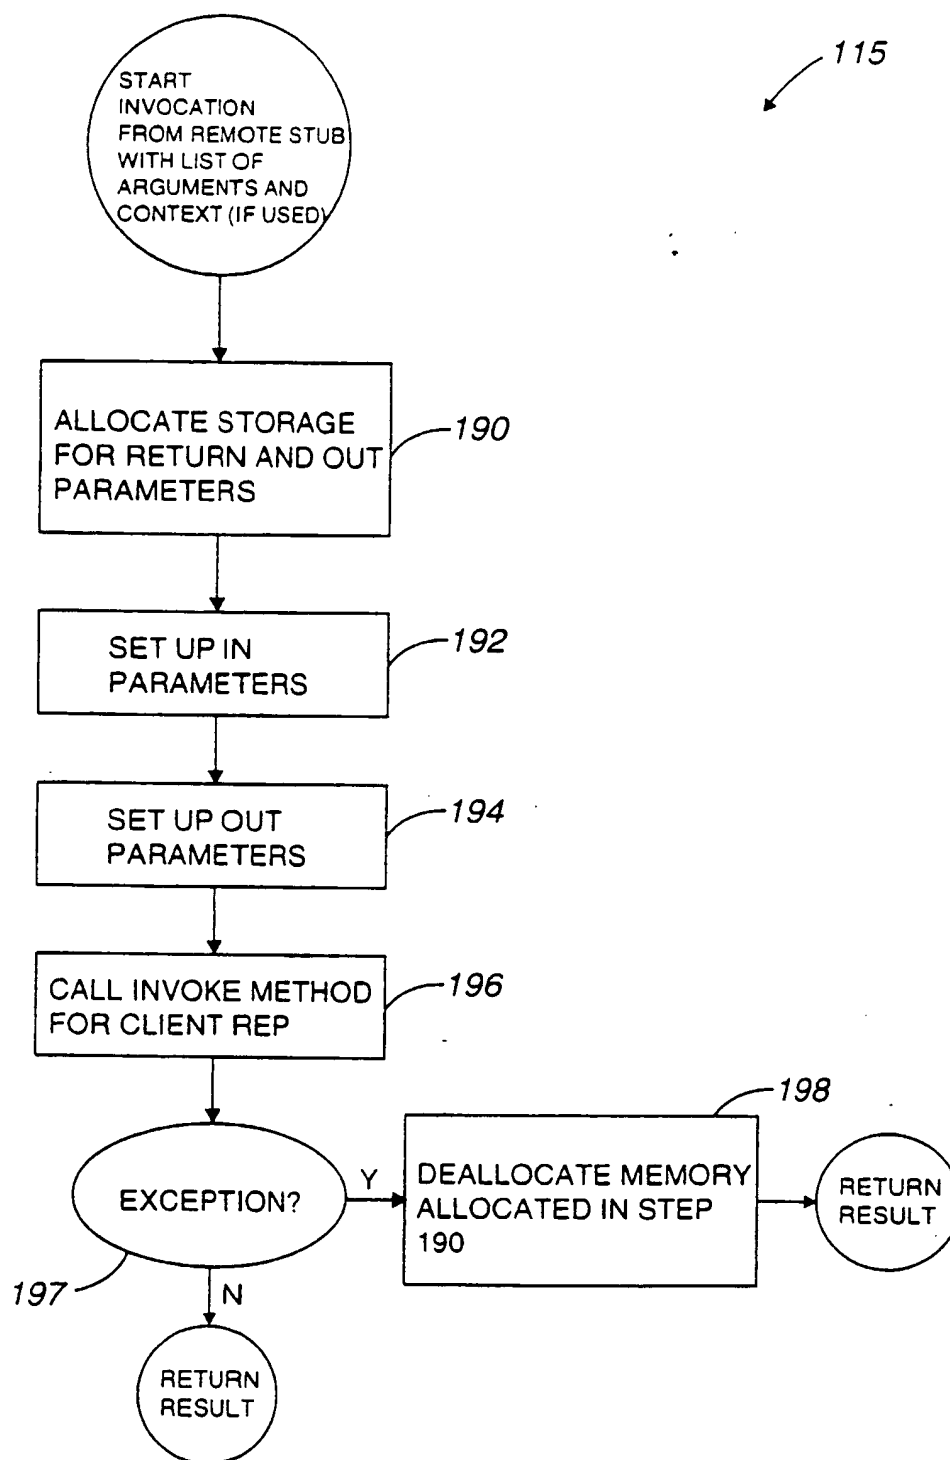 115
START
INVOCATION
FROM REMOTE STUB
WITH LIST OF
ARGUMENTS AND
CONTEXT (IF USED)
ALLOCATE STORAGE
FOR RETURN AND OUT
PARAMETERS
190
SET UP IN
PARAMETERS
192
SET UP OUT
PARAMETERS
194
CALL INVOKE METHOD
FOR CLIENT REP
196
EXCEPTION?
197
Y
N
DEALLOCATE MEMORY
ALLOCATED IN STEP
190
198
RETURN
RESULT
RETURN
RESULT